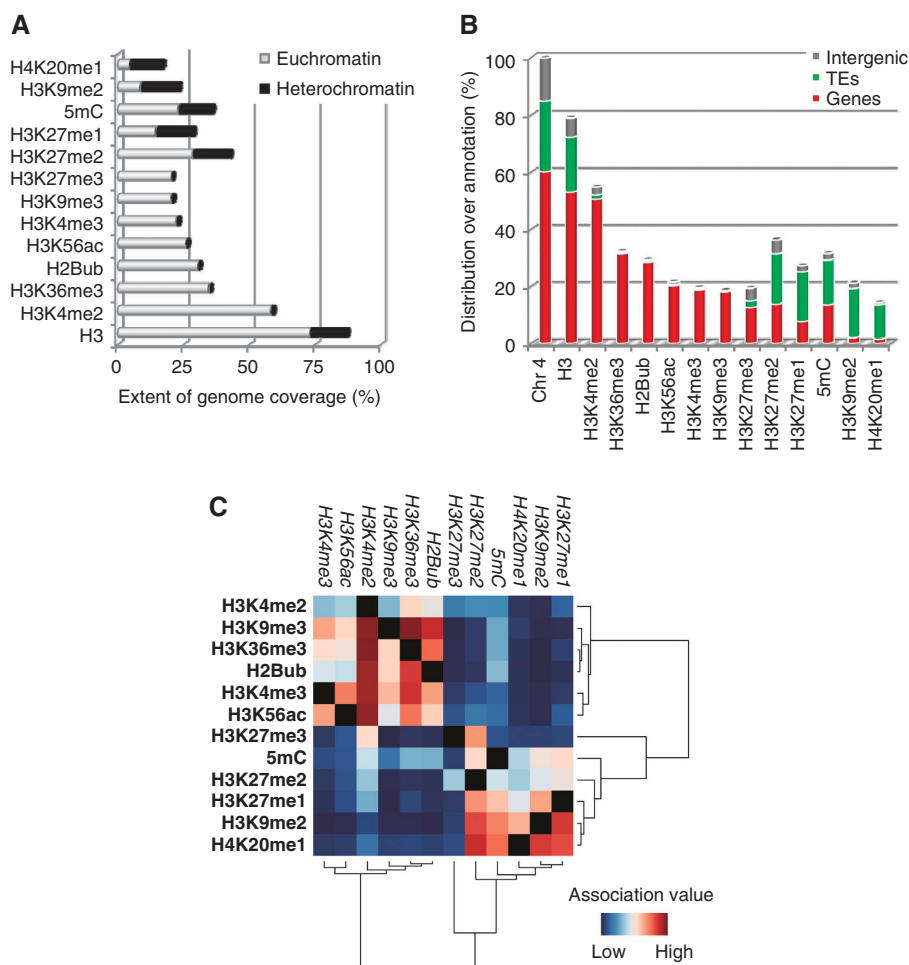 A
Euchromatin
Heterochromatin
H4K20me1
H3K9me2
5mC
H3K27me1
H3K27me2
H3K27me3
H3K9me3
H3K4me3
H3K56ac
H2Bub
H3K36me3
H3K4me2
H3
0 25 50 75 100
Extent of genome coverage (%)
B
Intergenic
TEs
Genes
Distribution over annotation (%)
100
80
60
40
20
0
Chr 4
H3
H3K4me2
H3K36me3
H2Bub
H3K56ac
H3K4me3
H3K9me3
H3K27me3
H3K27me2
H3K27me1
5mC
H3K9me2
H4K20me1
C
H3K4me3
H3K56ac
H3K4me2
H3K9me3
H3K36me3
H2Bub
H3K27me3
H3K27me2
5mC
H4K20me1
H3K9me2
H3K27me1
H3K4me2
H3K9me3
H3K36me3
H2Bub
H3K4me3
H3K56ac
H3K27me3
5mC
H3K27me2
H3K27me1
H3K9me2
H4K20me1
Association value
Low High